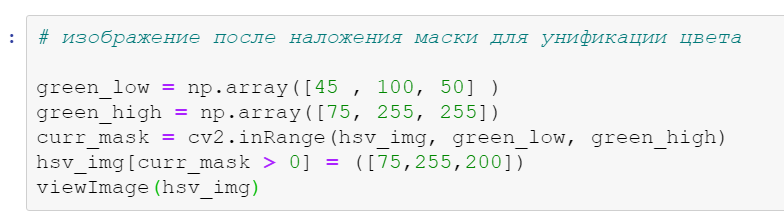 :
# изображение после наложения маски для унификации цвета
green_low = np.array([45 , 100, 50] )
green_high = np.array([75, 255, 255])
curr_mask = cv2.inRange(hsv_img, green_low, green_high)
hsv_img[curr_mask > 0] = ([75,255,200])
viewImage(hsv_img)